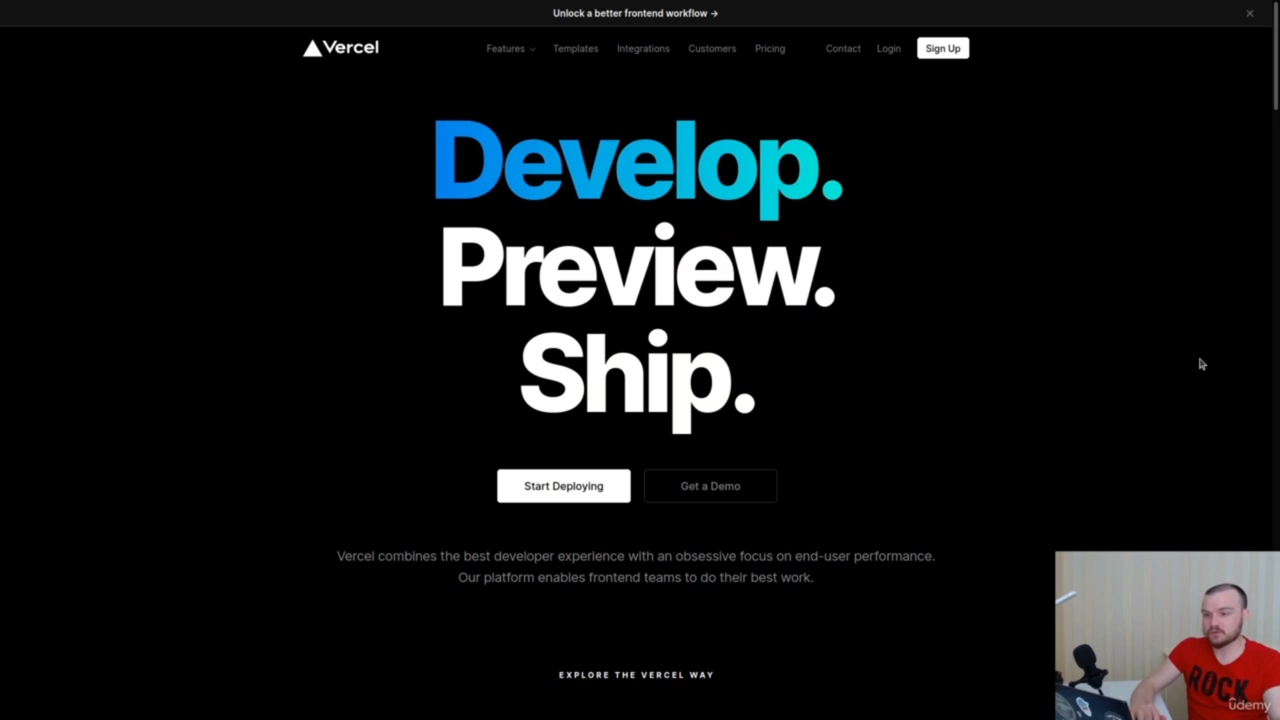 Unlock a better frontend workflow →
Vercel
Features
Templates
Integrations
Customers
Pricing
Contact
Login
Sign Up
Develop.
Preview.
Ship.
Start Deploying
Get a Demo
Vercel combines the best developer experience with an obsessive focus on end-user performance.
Our platform enables frontend teams to do their best work.
EXPLORE THE VERCEL WAY
ROCK
ûdemy